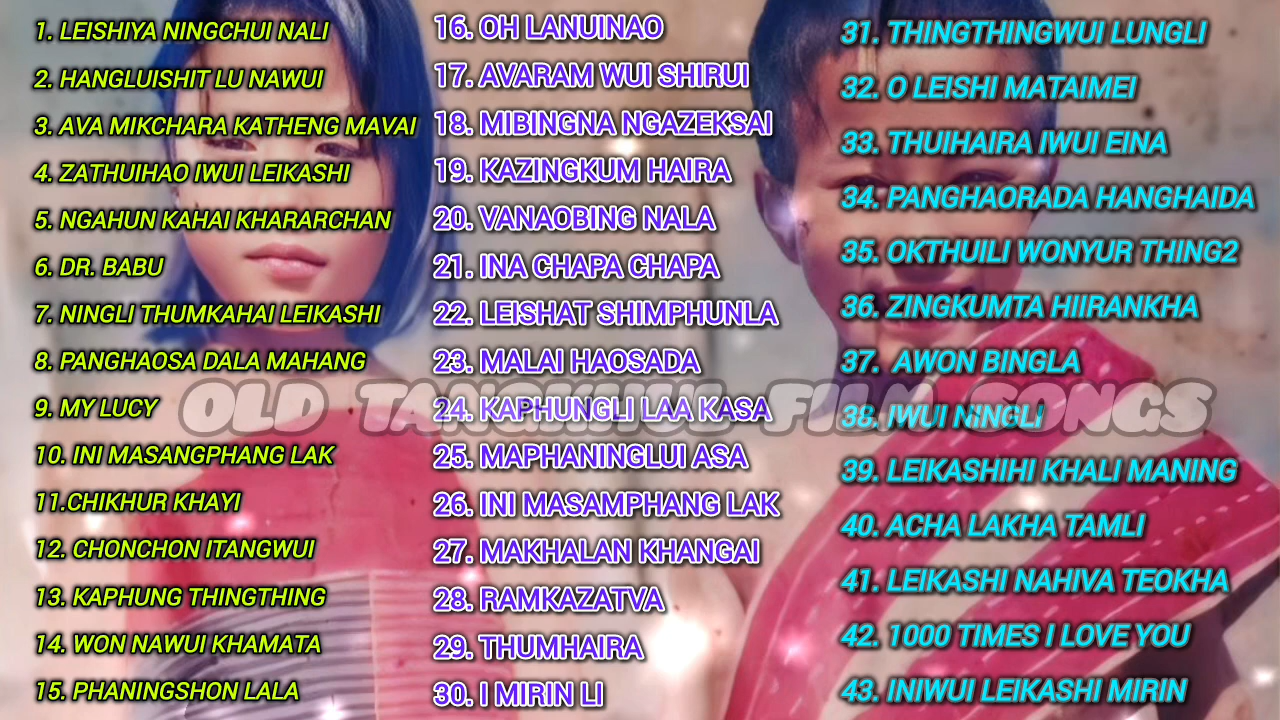 1. LEISHIYA NINGCHUI NALI
2. HANGLUISHIT LU NAWUI
3. AVA MIKCHARA KATHENG MAVAI
4. ZATHUIHAO IWUI LEIKASHI
5. NGAHUN KAHAI KHARARCHAN
6. DR. BABU
7. NINGLI THUMKAHAI LEIKASHI
8. PANGHAOSA DALA MAHANG
9. MY LUCY
10. INI MASANGPHANG LAK
11.CHIKHUR KHAYI
12. CHONCHON ITANGWUI
13. KAPHUNG THINGTHING
14. WON NAWUI KHAMATA
15. PHANINGSHON LALA
16. OH LANUINAO
17. AVARAM WUI SHIRUI
18. MIBINGNA NGAZEKSAI
19. KAZINGKUM HAIRA
20. VANAOBING NALA
21. INA CHAPA CHAPA
22. LEISHAT SHIMPHUNLA
23. MALAI HAOSADA
24. KAPHUNGLI LAA KASA
25. MAPHANINGLUI ASA
26. INI MASAMPHANG LAK
27. MAKHALAN KHANGAI
28. RAMKAZATVA
29. THUMHAIRA
30. I MIRIN LI
31. THINGTHINGWUI LUNGLI
32. O LEISHI MATAIMEI
33. THUIHAIRA IWUI EINA
34. PANGHAORADA HANGHAIDA
35. OKTHUILI WONYUR THING2
36. ZINGKUMTA HIIRANKHA
37. AWON BINGLA
38. IWUI NINGLI
39. LEIKASHIHI KHALI MANING
40. ACHA LAKHA TAMLI
41. LEIKASHI NAHIVA TEOKHA
42. 1000 TIMES I LOVE YOU
43. INIWUI LEIKASHI MIRIN
OLD TANGKHUL FILM SONGS